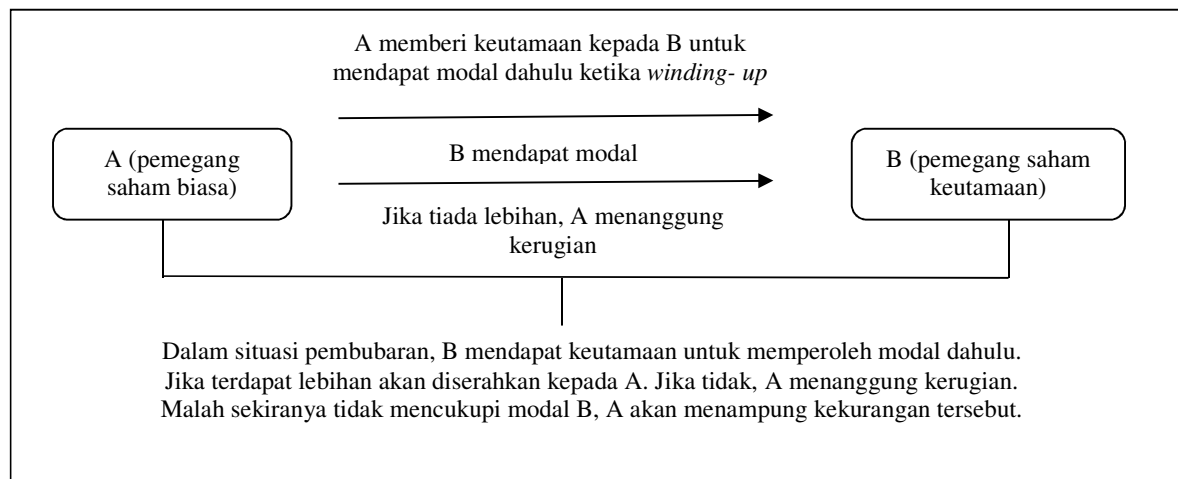 A memberi keutamaan kepada B untuk
mendapat modal dahulu ketika winding- up
A (pemegang
saham biasa)
B mendapat modal
B (pemegang saham
keutamaan)
Jika tiada lebihan, A menanggung
kerugian
Dalam situasi pembubaran, B mendapat keutamaan untuk memperoleh modal dahulu.
Jika terdapat lebihan akan diserahkan kepada A. Jika tidak, A menanggung kerugian.
Malah sekiranya tidak mencukupi modal B, A akan menampung kekurangan tersebut.